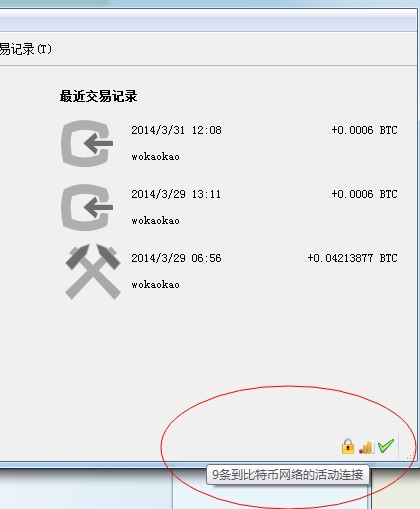 易记录(T)
最近交易记录
2014/3/31 12:08 +0.0006 BTC
wokaokao
2014/3/29 13:11 +0.0006 BTC
wokaokao
2014/3/29 06:56 +0.04213877 BTC
wokaokao
9条到比特币网络的活动连接